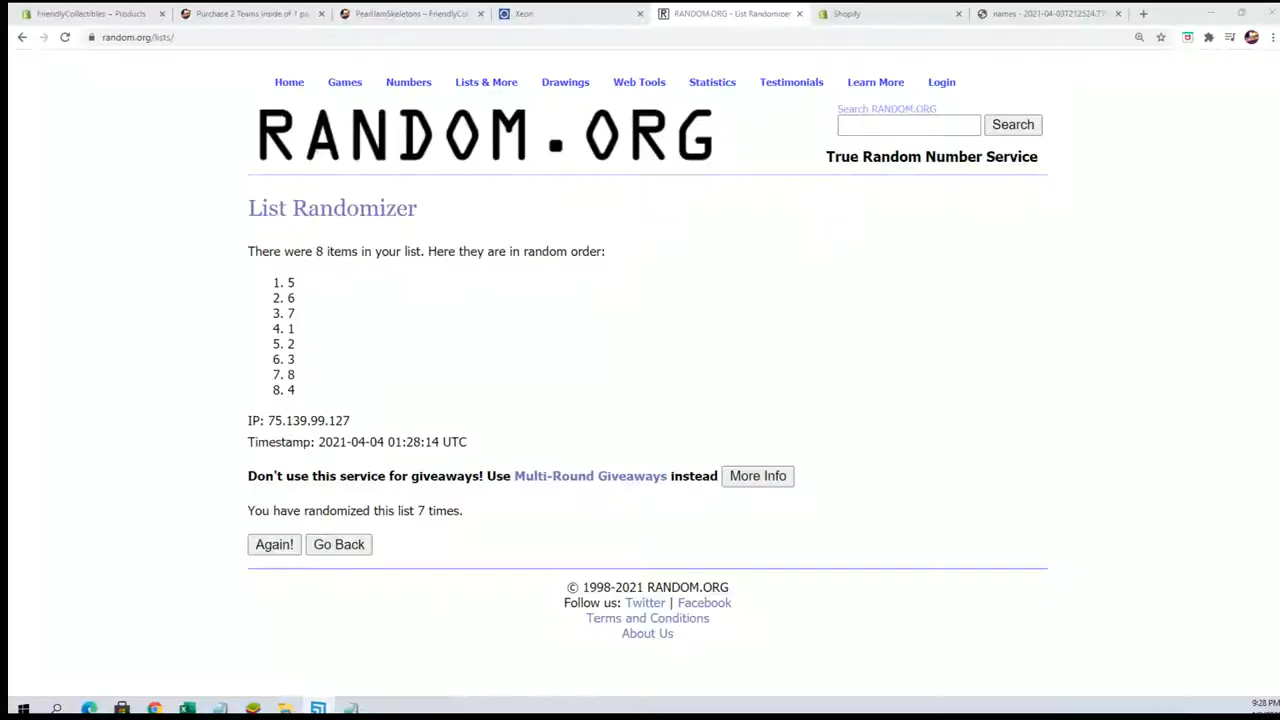 FriendlyCollectibles ~ Products
Purchase 2 Teams inside of 1 pa
PearlJamSkeletons – FriendlyCol
Xeon
RANDOM.ORG - List Randomizer
Shopify
random.org/lists/
Home Games Numbers Lists & More Drawings Web Tools Statistics Testimonials Learn More Login
RANDOM.ORG
Search RANDOM.ORG
Search
True Random Number Service
List Randomizer
There were 8 items in your list. Here they are in random order:
1. 5
2. 6
3. 7
4. 1
5. 2
6. 3
7. 8
8. 4
IP: 75.139.99.127
Timestamp: 2021-04-04 01:28:14 UTC
Don't use this service for giveaways! Use Multi-Round Giveaways instead More Info
You have randomized this list 7 times.
Again! Go Back
© 1998-2021 RANDOM.ORG
Follow us: Twitter | Facebook
Terms and Conditions
About Us
9:28 PM